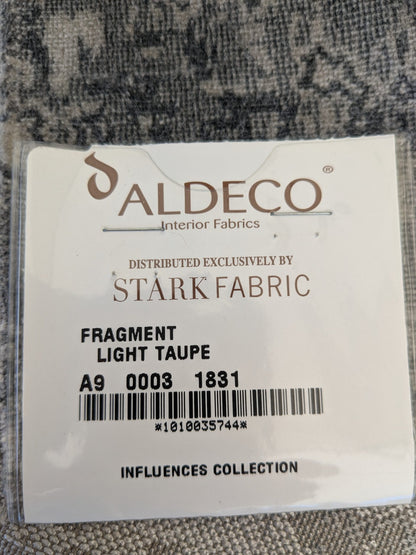 ALDECO®
Interior Fabrics
DISTRIBUTED EXCLUSIVELY BY
STARK FABRIC
FRAGMENT
LIGHT TAUPE
A9 0003 1831
*1010035744*
INFLUENCES COLLECTION